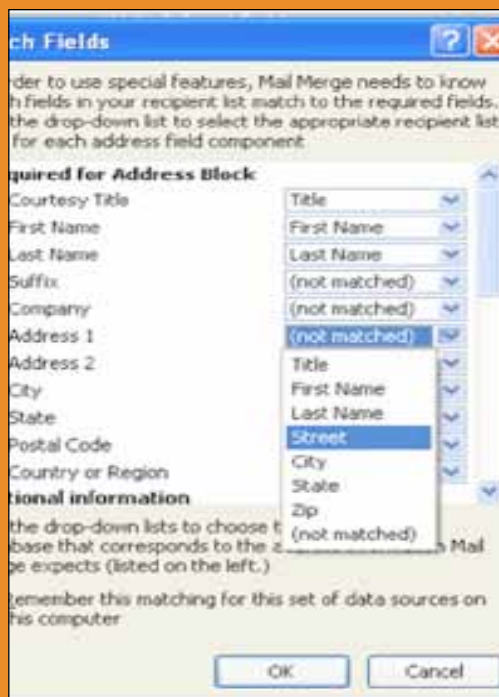 ch Fields
rder to use special features, Mail Merge needs to know
h fields in your recipient list match to the required fields.
the drop-down list to select the appropriate recipient list
for each address field component
quired for Address Block
Courtesy Title Title
First Name First Name
Last Name Last Name
Suffix (not matched)
Company (not matched)
Address 1 (not matched)
Address 2 Title
First Name
City Last Name
State Street
Postal Code City
Country or Region State
tional information Zip
(not matched)
the drop-down lists to choose t
base that corresponds to the a Mail
ge expects (listed on the left.)
Remember this matching for this set of data sources on
his computer
OK Cancel